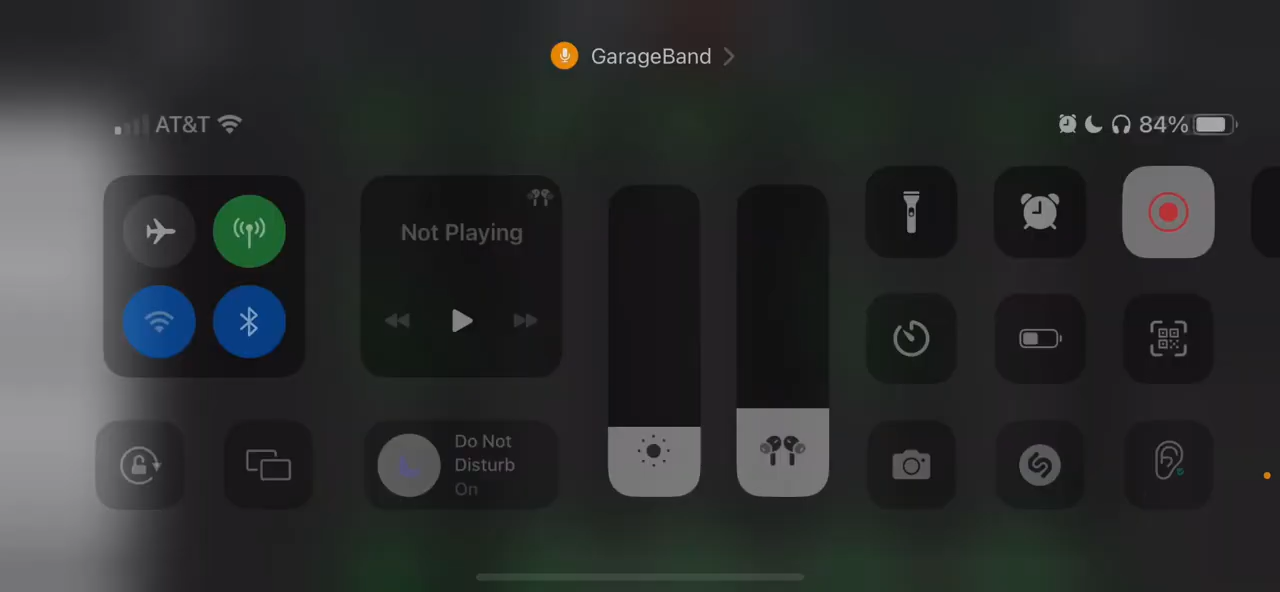 GarageBand
AT&T
84%
Not Playing
Do Not
Disturb
On